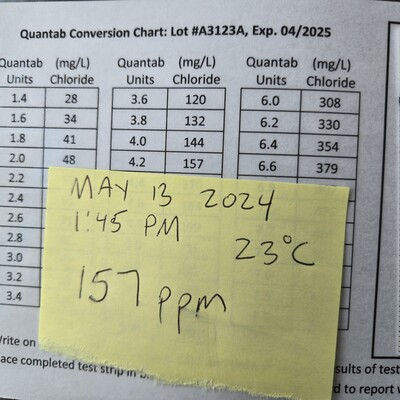 Quantab Conversion Chart: Lot #A3123A, Exp. 04/2025
Quantab (mg/L) Quantab (mg/L) Quantab (mg/L)
Units Chloride Units Chloride Units Chloride
1.4 28 3.6 120 6.0 308
1.6 34 3.8 132 6.2 330
1.8 41 4.0 144 6.4 354
2.0 48 4.2 157 6.6 379
2.2
2.4
2.6
2.8
3.0
3.2
3.4
MAY 13 2024
1:45 PM
23°C
157 ppm
on
completed test strip in
sults of test
to report